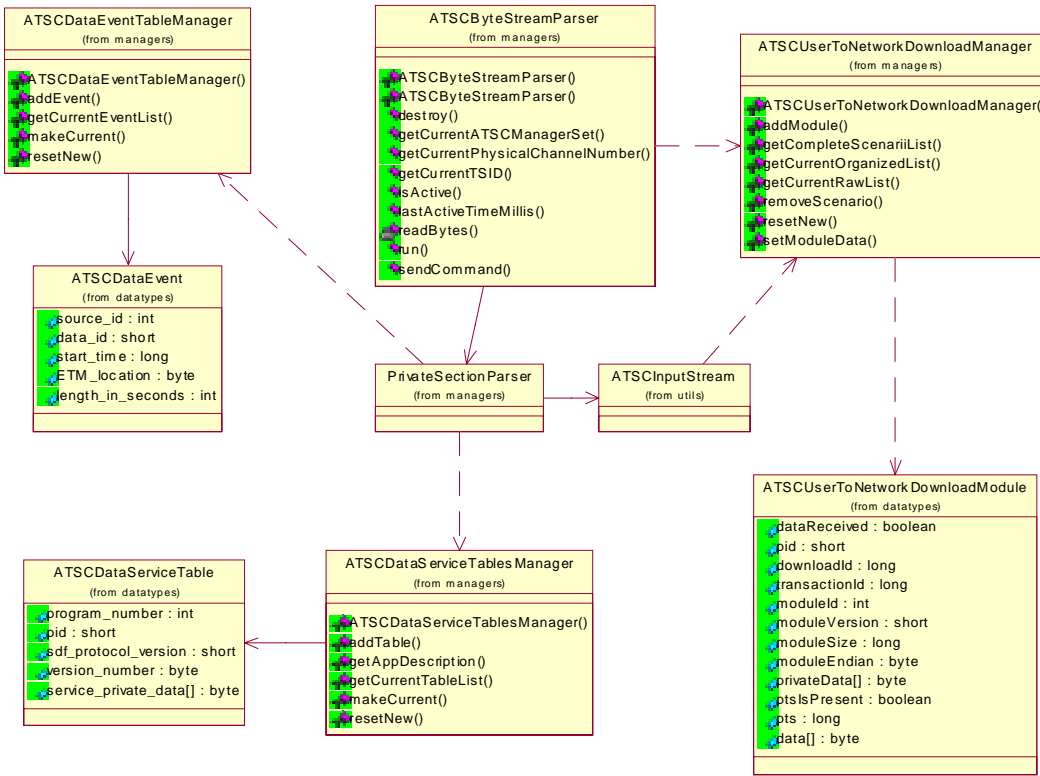 ATSCDataEventTableManager
(from managers)
ATSCDataEventTableManager()
addEvent()
getCurrentEventList()
makeCurrent()
resetNew()
ATSCByteStreamParser
(from managers)
ATSCByteStreamParser()
ATSCByteStreamParser()
destroy()
getCurrentATSCManagerSet()
getCurrentPhysicalChannelNumber()
getCurrentTSID()
isActive()
lastActiveTimeMillis()
readBytes()
run()
sendCommand()
ATSCUserToNetworkDownloadManager
(from managers)
ATSCUserToNetworkDownloadManager(
addModule()
getCompleteScenariiList()
getCurrentOrganizedList()
getCurrentRawList()
removeScenario()
resetNew()
setModuleData()
ATSCDataEvent
(from datatypes)
source_id : int
data_id : short
start_time : long
ETM_location : byte
length_in_seconds : int
PrivateSectionParser
(from managers)
ATSCInputStream
(from utils)
ATSCUserToNetworkDownloadModule
(from datatypes)
dataReceived : boolean
pid : short
downloadId : long
transactionId : long
moduleId : int
moduleVersion : short
moduleSize : long
moduleEndian : byte
privateData[] : byte
ptsIsPresent : boolean
pts : long
data[] : byte
ATSCDataServiceTable
(from datatypes)
program_number : int
pid : short
sdf_protocol_version : short
version_number : byte
service_private_data[] : byte
ATSCDataServiceTablesManager
(from managers)
ATSCDataServiceTablesManager()
addTable()
getAppDescription()
getCurrentTableList()
makeCurrent()
resetNew()